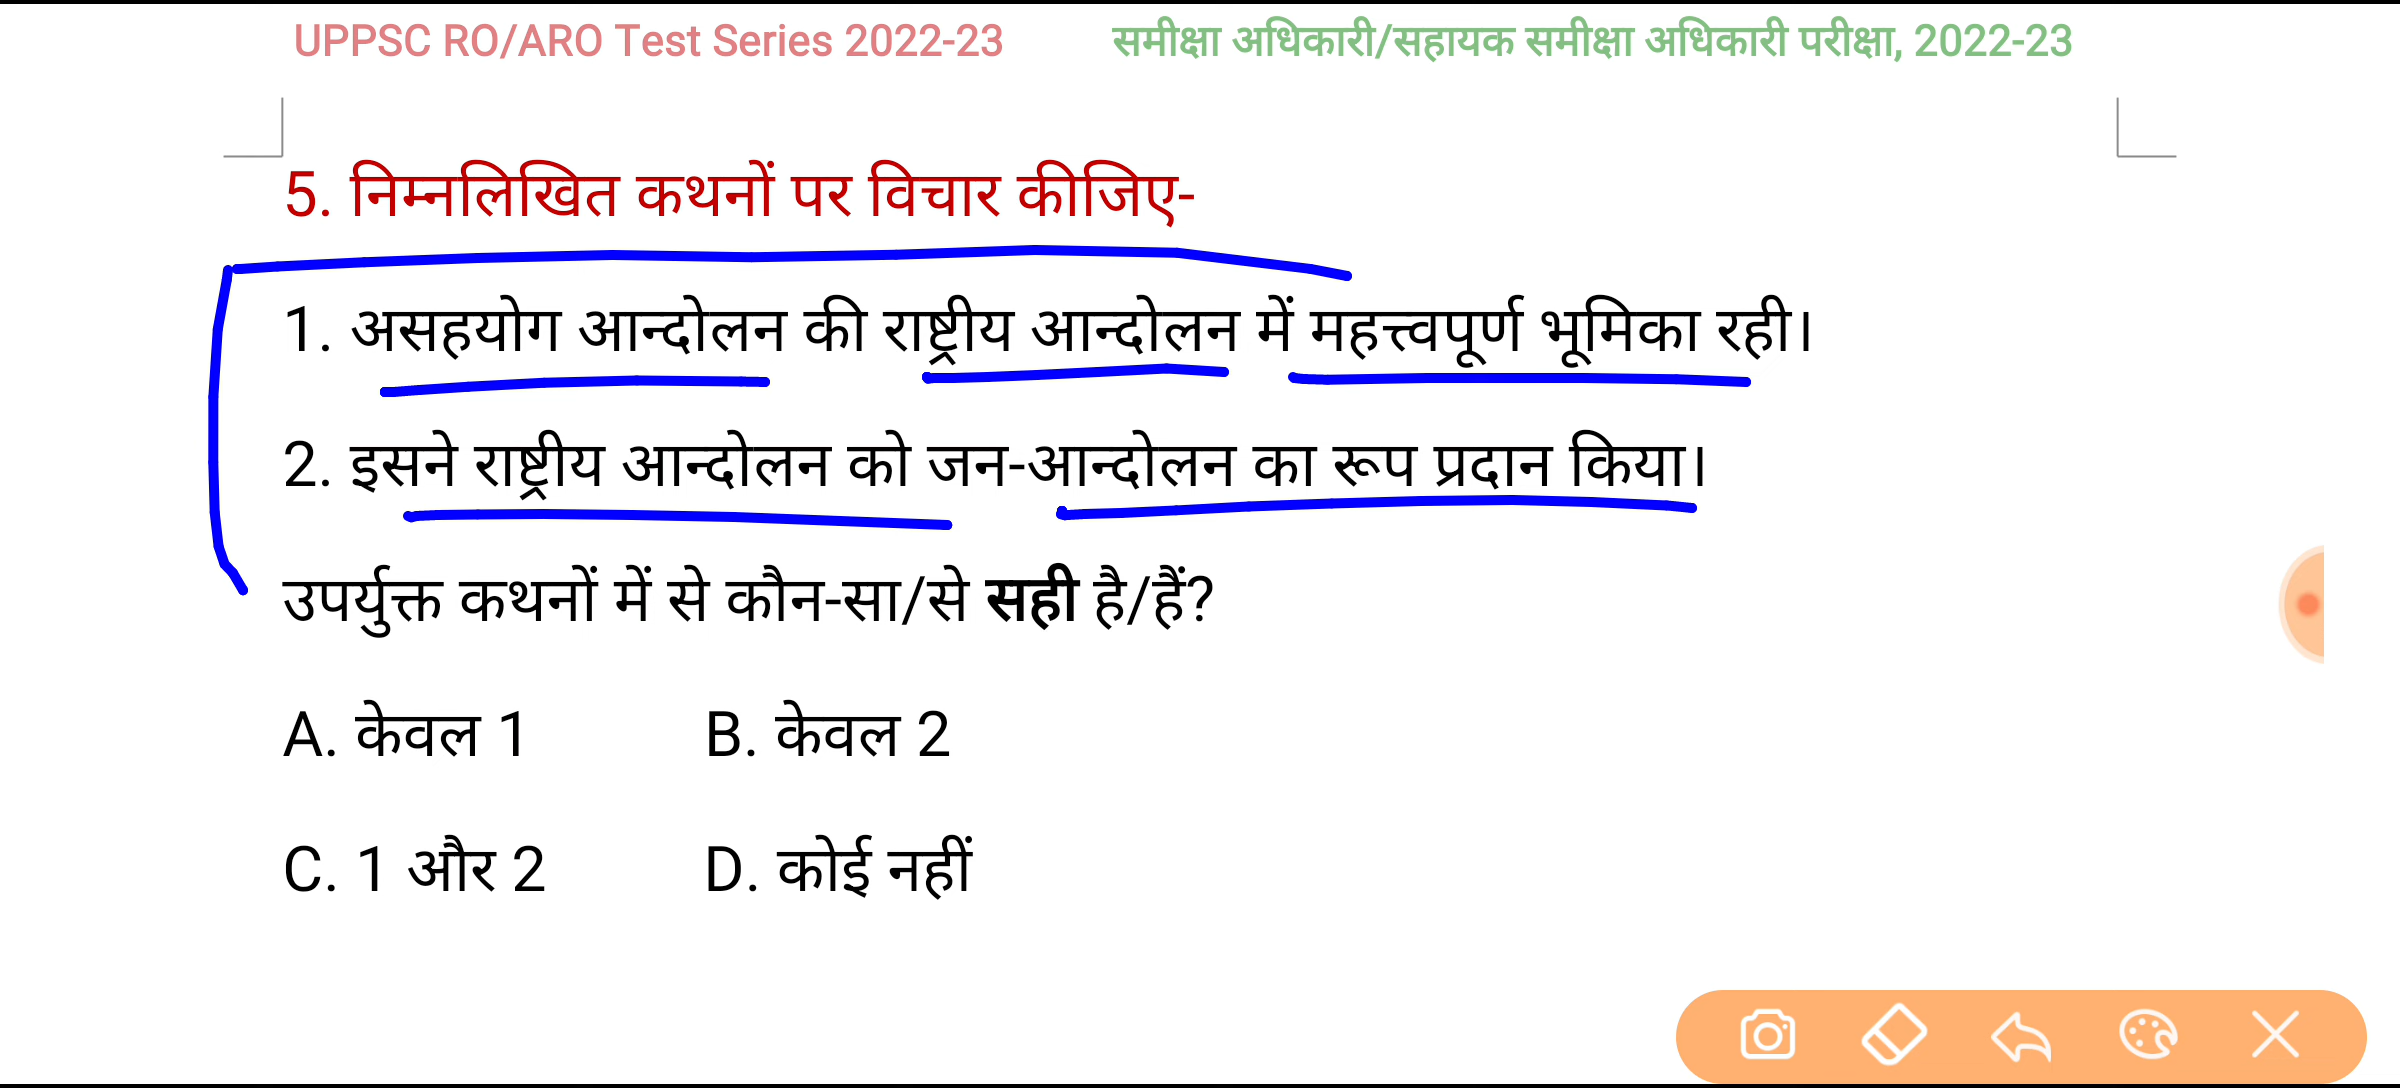 UPPSC RO/ARO Test Series 2022-23 समीक्षा अधिकारी/सहायक समीक्षा अधिकारी परीक्षा, 2022-23
5. निम्नलिखित कथनों पर विचार कीजिए-
1. असहयोग आन्दोलन की राष्ट्रीय आन्दोलन में महत्त्वपूर्ण भूमिका रही।
2. इसने राष्ट्रीय आन्दोलन को जन-आन्दोलन का रूप प्रदान किया।
उपर्युक्त कथनों में से कौन-सा/से सही है/हैं?
A. केवल 1 B. केवल 2
C. 1 और 2 D. कोई नहीं